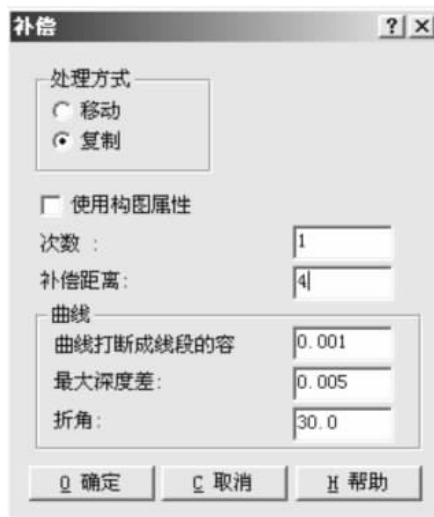 补偿 ? ×
处理方式
移动
复制
使用构图属性
次数 : 1
补偿距离: 4
曲线
曲线打断成线段的容 0.001
最大深度差: 0.005
折角: 30.0
O 确定 C 取消 H 帮助